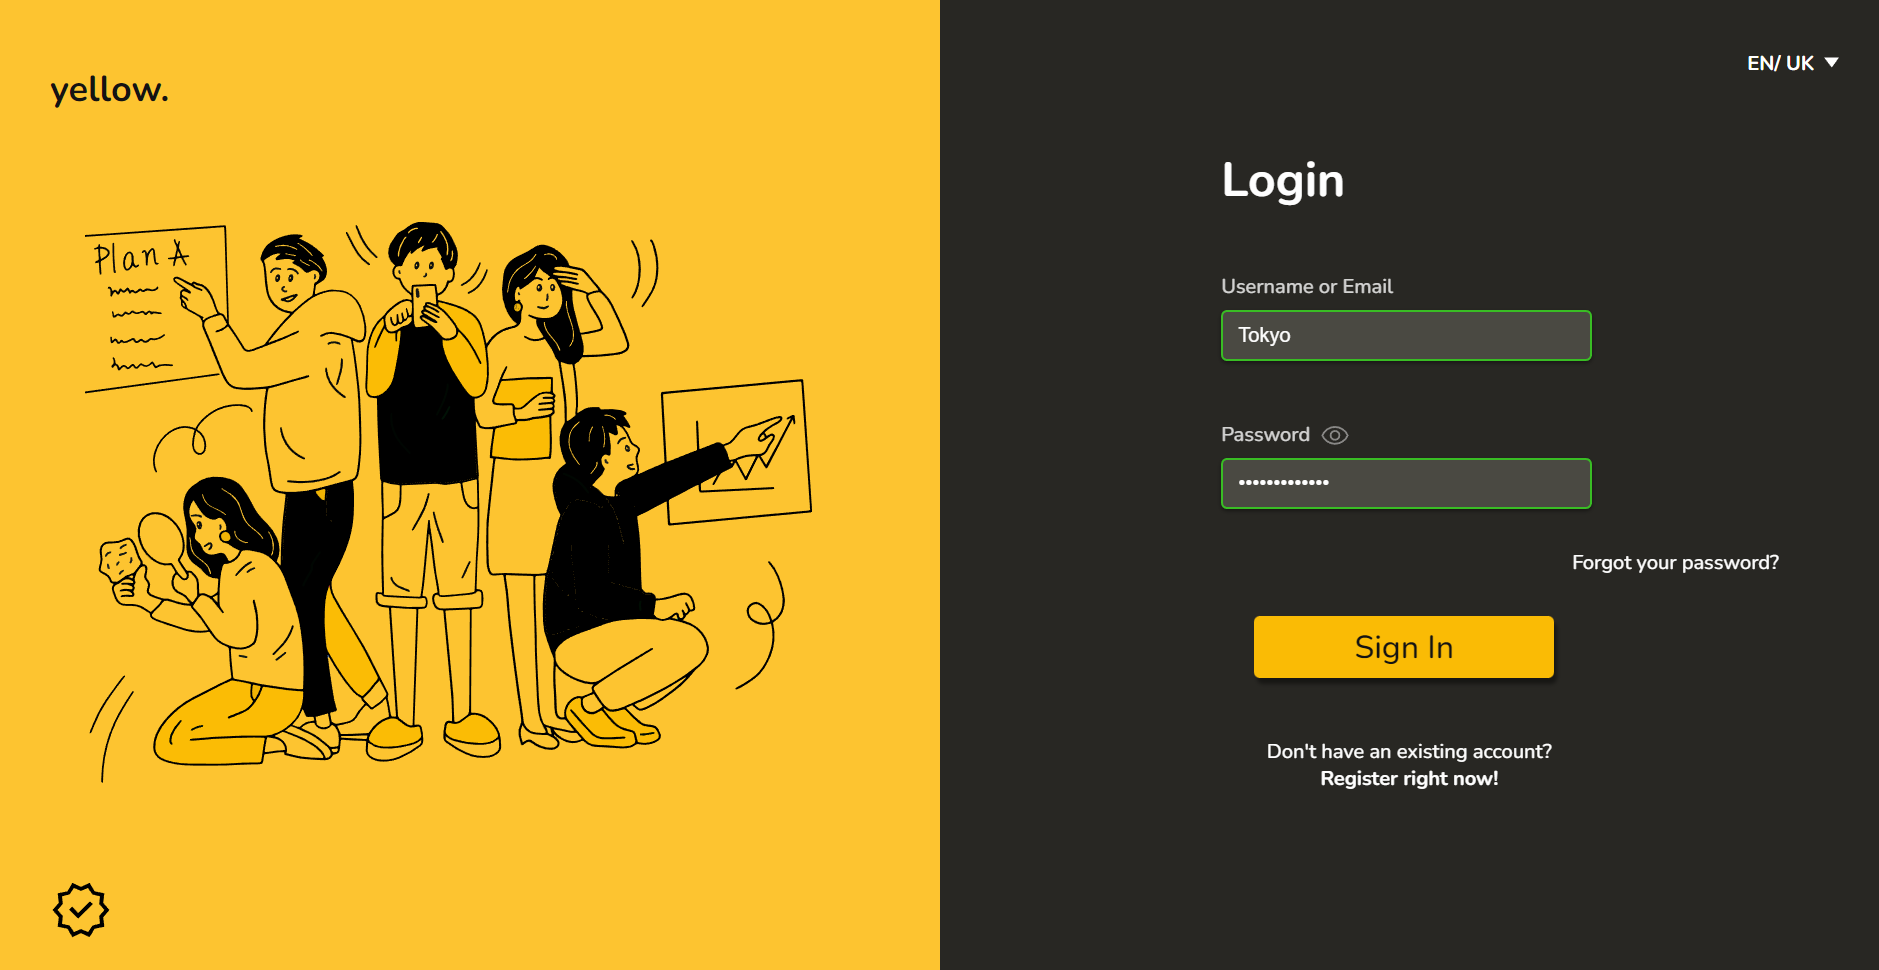 yellow.
Plan A
EN/ UK
Login
Username or Email
Tokyo
Password
•••••••••••••
Forgot your password?
Sign In
Don't have an existing account?
Register right now!